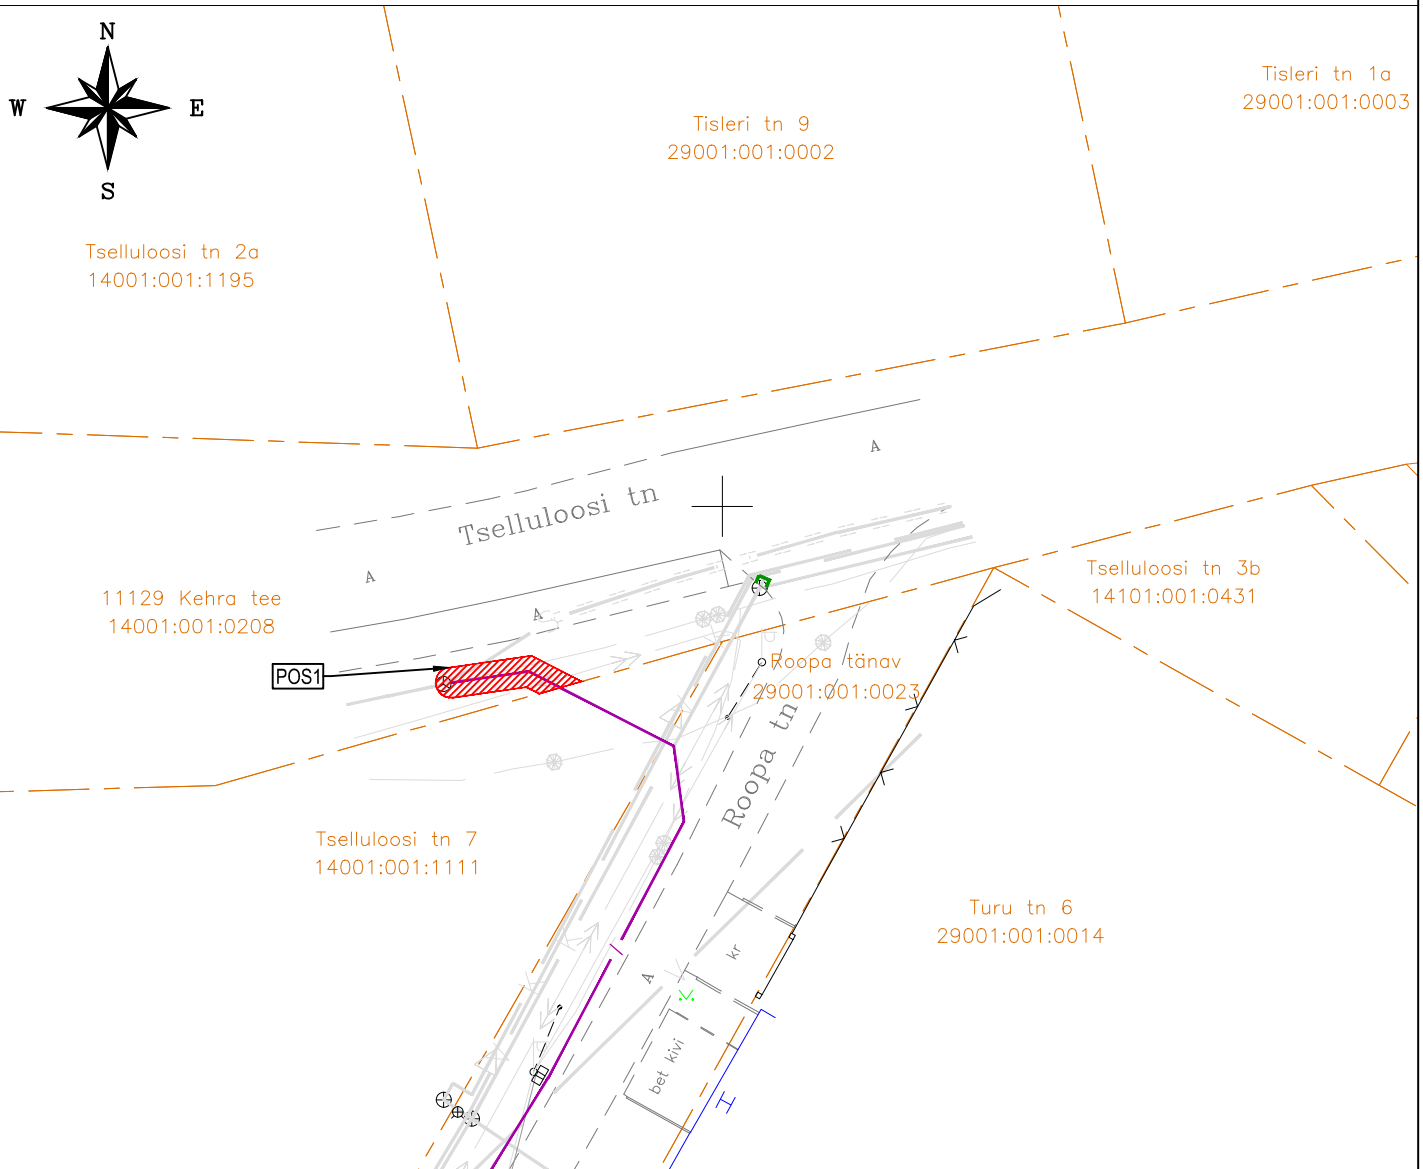 N
W
E
S
Tisleri tn 1a
29001:001:0003
Tisleri tn 9
29001:001:0002
Tselluloosi tn 2a
14001:001:1195
A
Tselluloosi tn
A
A
11129 Kehra tee
14001:001:0208
Tselluloosi tn 3b
14101:001:0431
POS1
Roopa tänav
29001:001:0023
Roopa tn
Tselluloosi tn 7
14001:001:1111
Turu tn 6
29001:001:0014
kr
A
bet kivi